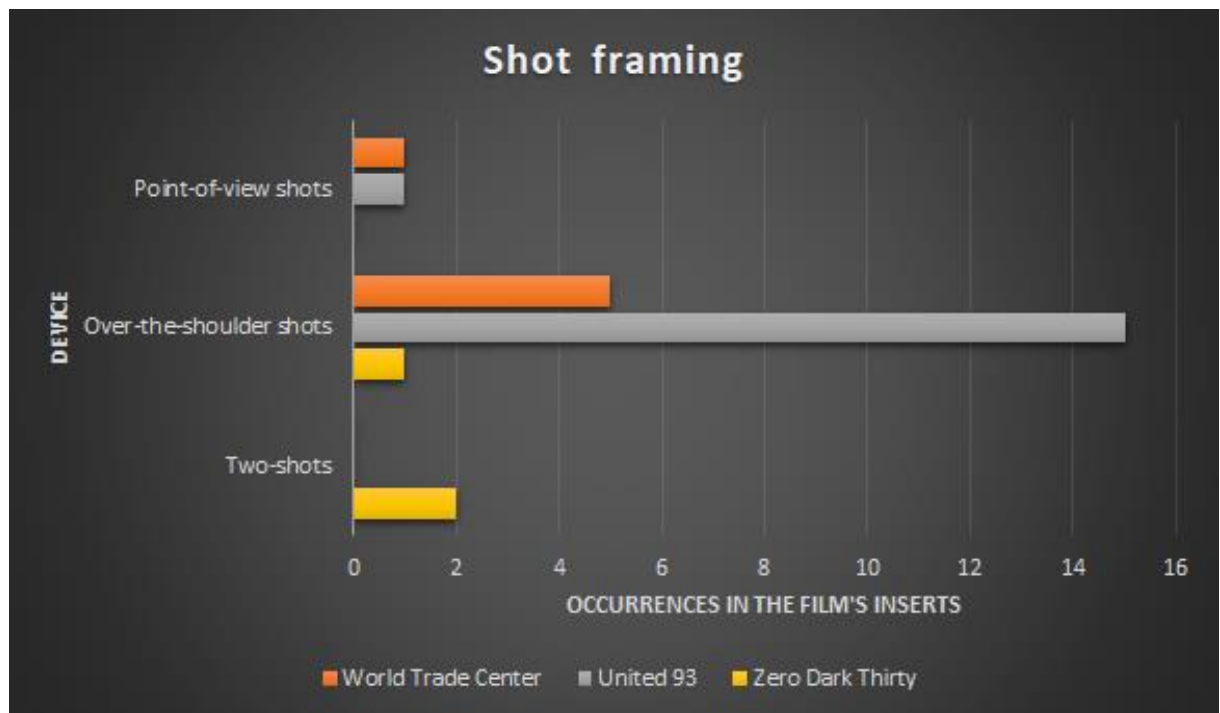 Shot framing
Point-of-view shots
Over-the-shoulder shots
Two-shots
DEVICE
0 2 4 6 8 10 12 14 16
OCCURRENCES IN THE FILM'S INSERTS
World Trade Center United 93 Zero Dark Thirty